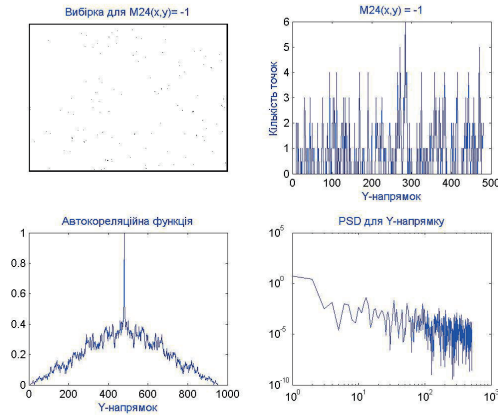 Вибірка для M24(x,y)= -1
M24(x,y) = -1
Кількість точок
6
5
4
3
2
1
0
0 100 200 300 400 500
Y-напрямок
Автокореляційна функція
1
0.8
0.6
0.4
0.2
0
0 200 400 600 800 1000
Y-напрямок
PSD для Y-напрямку
10^5
10^0
10^-5
10^-10
10^0 10^1 10^2 10^3